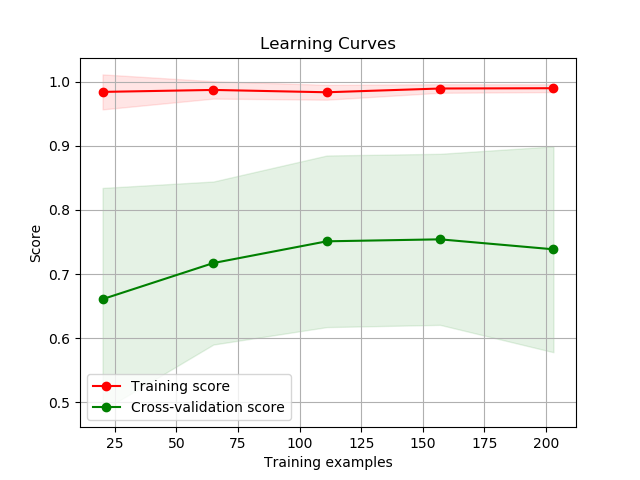 Learning Curves
1.0
0.9
0.8
0.7
0.6
0.5
Score
Training score
Cross-validation score
25 50 75 100 125 150 175 200
Training examples